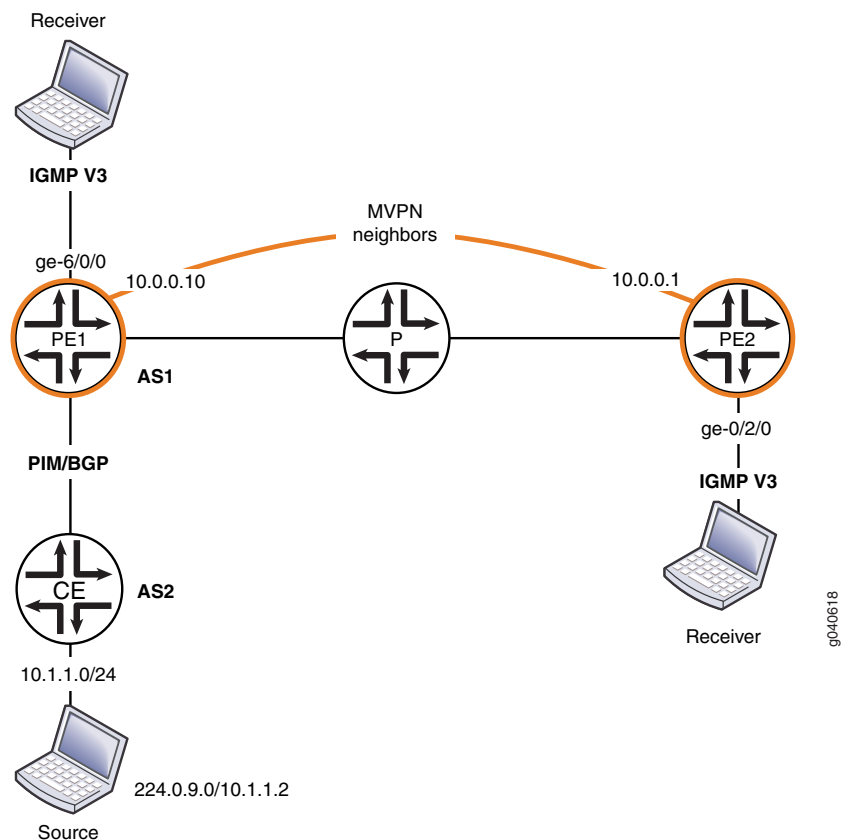 Receiver
IGMP V3
MVPN
neighbors
ge-6/0/0
10.0.0.10
10.0.0.1
PE1
P
PE2
AS1
ge-0/2/0
PIM/BGP
IGMP V3
CE
AS2
Receiver
10.1.1.0/24
224.0.9.0/10.1.1.2
Source
g040618